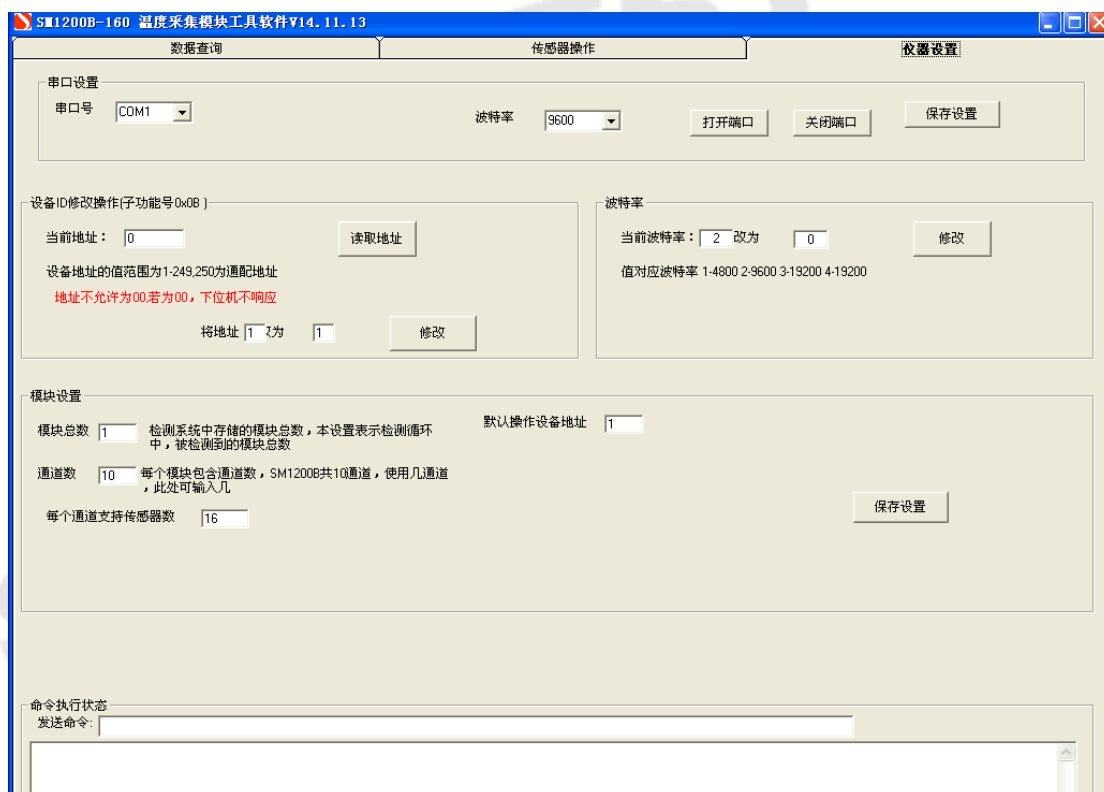 SM1200B-160 温度采集模块工具软件V14.11.13
数据查询 传感器操作 仪器设置
串口设置
串口号 COM1 波特率 9600 打开端口 关闭端口 保存设置
设备ID修改操作(子功能号0x0B ) 波特率
当前地址： 0 读取地址 当前波特率： 2 改为 0 修改
设备地址的值范围为1-249,250为通配地址 值对应波特率 1-4800 2-9600 3-19200 4-19200
地址不允许为00,若为00，下位机不响应
将地址 1 为 1 修改
模块设置
模块总数 1 检测系统中存储的模块总数，本设置表示检测循环 默认操作设备地址 1
中，被检测到的模块总数
通道数 10 每个模块包含通道数，SM1200B共10通道，使用几通道
，此处可输入几
每个通道支持传感器数 16 保存设置
命令执行状态
发送命令: